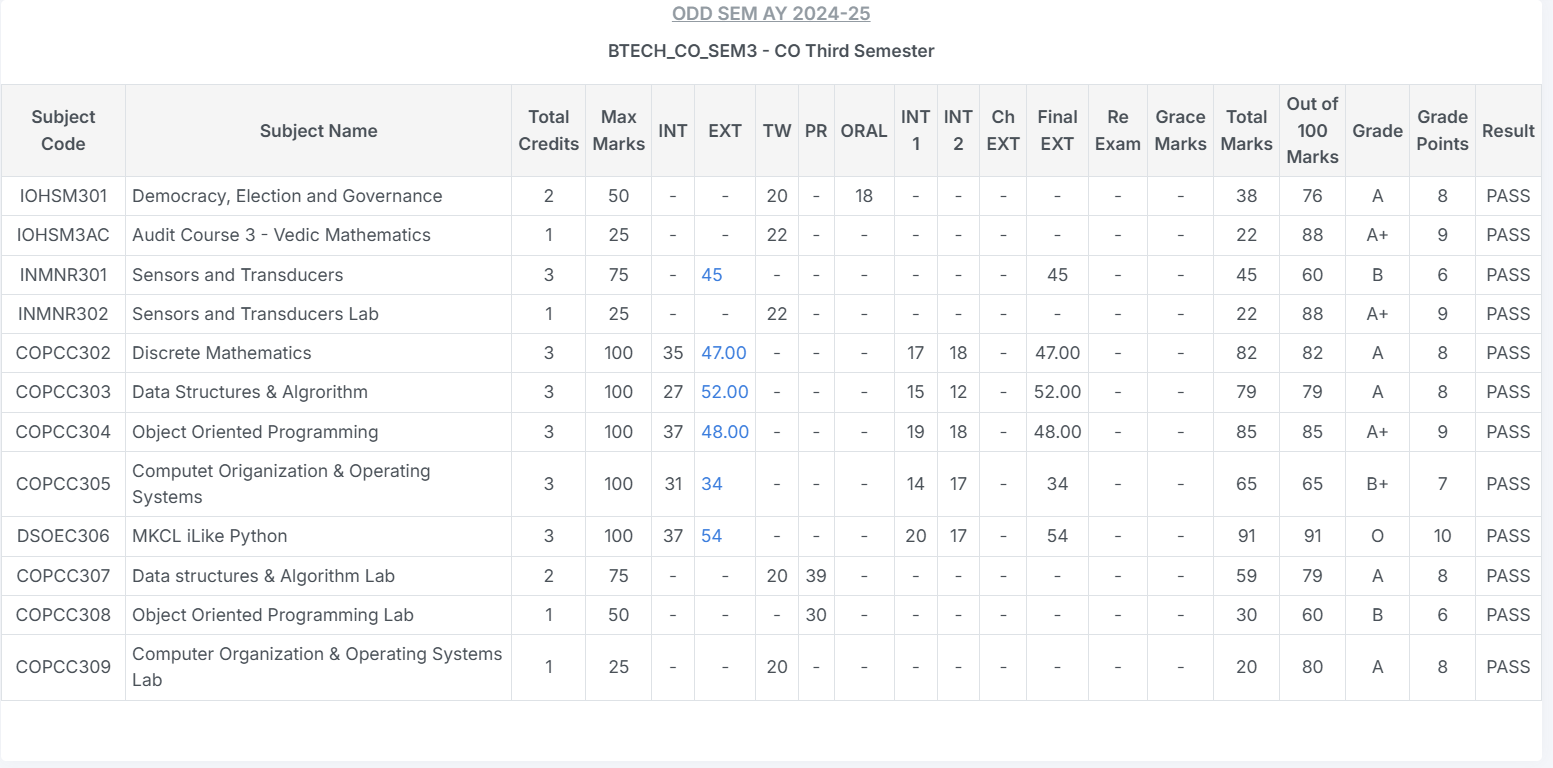 ODD SEM AY 2024-25
BTECH_CO_SEM3 - CO Third Semester
Subject Code Subject Name Total Credits Max Marks INT EXT TW PR ORAL INT 1 INT 2 Ch EXT Final EXT Re Exam Grace Marks Total Marks Out of 100 Marks Grade Grade Points Result
IOHSM301 Democracy, Election and Governance 2 50 - - 20 - 18 - - - - - - 38 76 A 8 PASS
IOHSM3AC Audit Course 3 - Vedic Mathematics 1 25 - - 22 - - - - - - - - 22 88 A+ 9 PASS
INMNR301 Sensors and Transducers 3 75 - 45 - - - - - - 45 - - 45 60 B 6 PASS
INMNR302 Sensors and Transducers Lab 1 25 - - 22 - - - - - - - - 22 88 A+ 9 PASS
COPCC302 Discrete Mathematics 3 100 35 47.00 - - - 17 18 - 47.00 - - 82 82 A 8 PASS
COPCC303 Data Structures & Algrorithm 3 100 27 52.00 - - - 15 12 - 52.00 - - 79 79 A 8 PASS
COPCC304 Object Oriented Programming 3 100 37 48.00 - - - 19 18 - 48.00 - - 85 85 A+ 9 PASS
COPCC305 Computet Origanization & Operating Systems 3 100 31 34 - - - 14 17 - 34 - - 65 65 B+ 7 PASS
DSOEC306 MKCL iLike Python 3 100 37 54 - - - 20 17 - 54 - - 91 91 O 10 PASS
COPCC307 Data structures & Algorithm Lab 2 75 - - 20 39 - - - - - - - 59 79 A 8 PASS
COPCC308 Object Oriented Programming Lab 1 50 - - - 30 - - - - - - - 30 60 B 6 PASS
COPCC309 Computer Organization & Operating Systems Lab 1 25 - - 20 - - - - - - - - 20 80 A 8 PASS